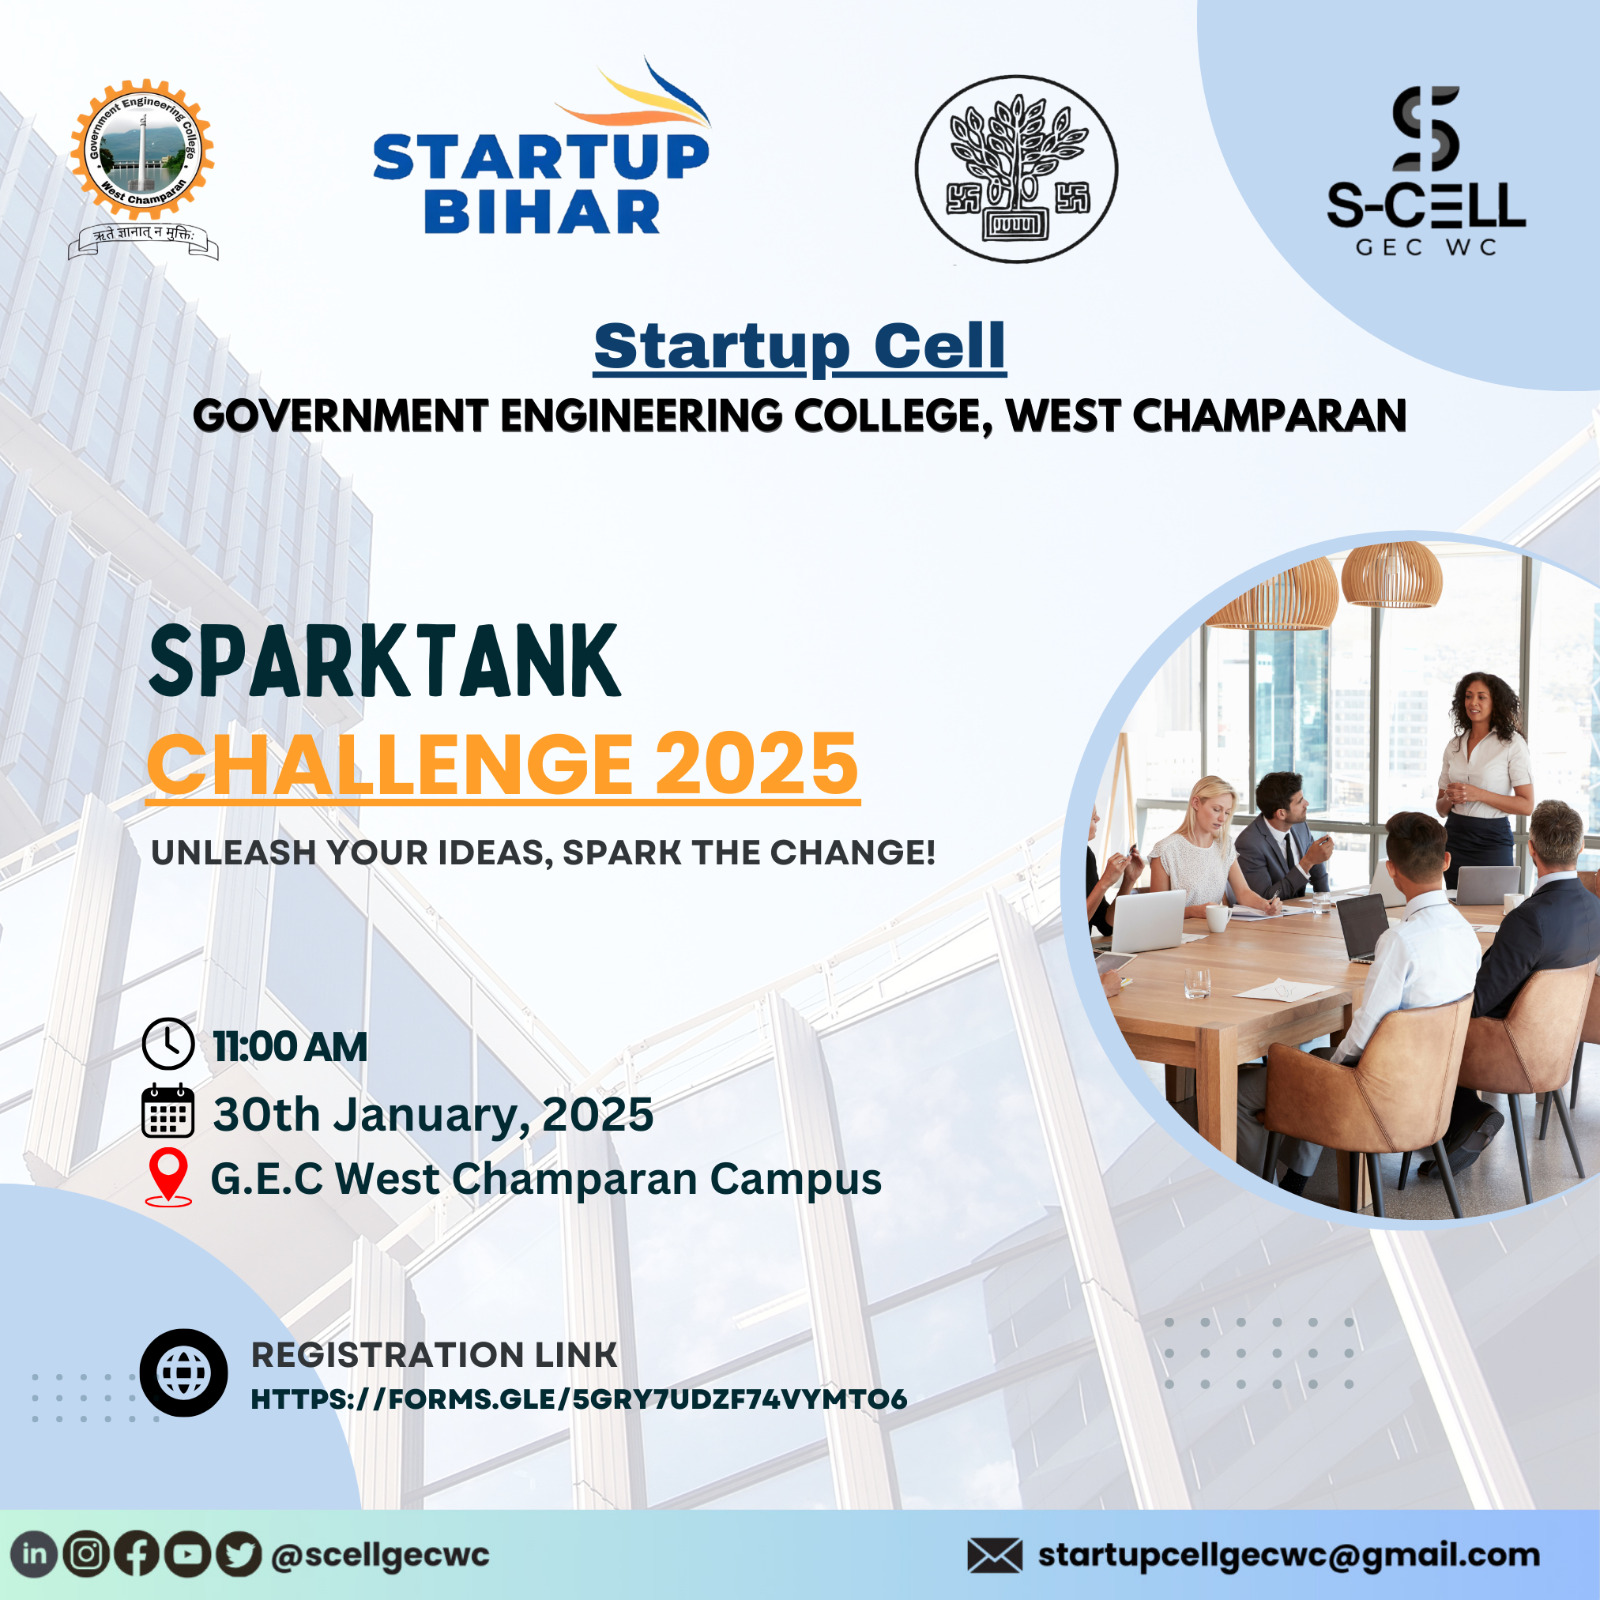 Government Engineering College
West Champaran
ऋते ज्ञानात् न मुक्तिः
STARTUP
BIHAR
S-CELL
GEC WC
Startup Cell
GOVERNMENT ENGINEERING COLLEGE, WEST CHAMPARAN
SPARKTANK
CHALLENGE 2025
UNLEASH YOUR IDEAS, SPARK THE CHANGE!
11:00 AM
30th January, 2025
G.E.C West Champaran Campus
REGISTRATION LINK
HTTPS://FORMS.GLE/5GRY7UDZF74VYMTO6
@scellgecwc
startupcellgecwc@gmail.com